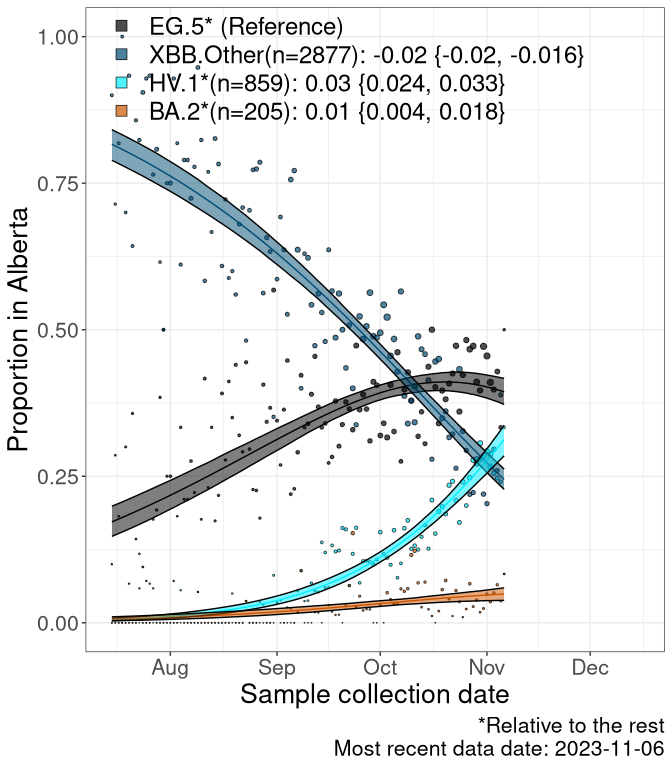 EG.5* (Reference)
XBB.Other(n=2877): -0.02 {-0.02, -0.016}
HV.1*(n=859): 0.03 {0.024, 0.033}
BA.2*(n=205): 0.01 {0.004, 0.018}
1.00
0.75
0.50
0.25
0.00
Proportion in Alberta
Aug Sep Oct Nov Dec
Sample collection date
*Relative to the rest
Most recent data date: 2023-11-06